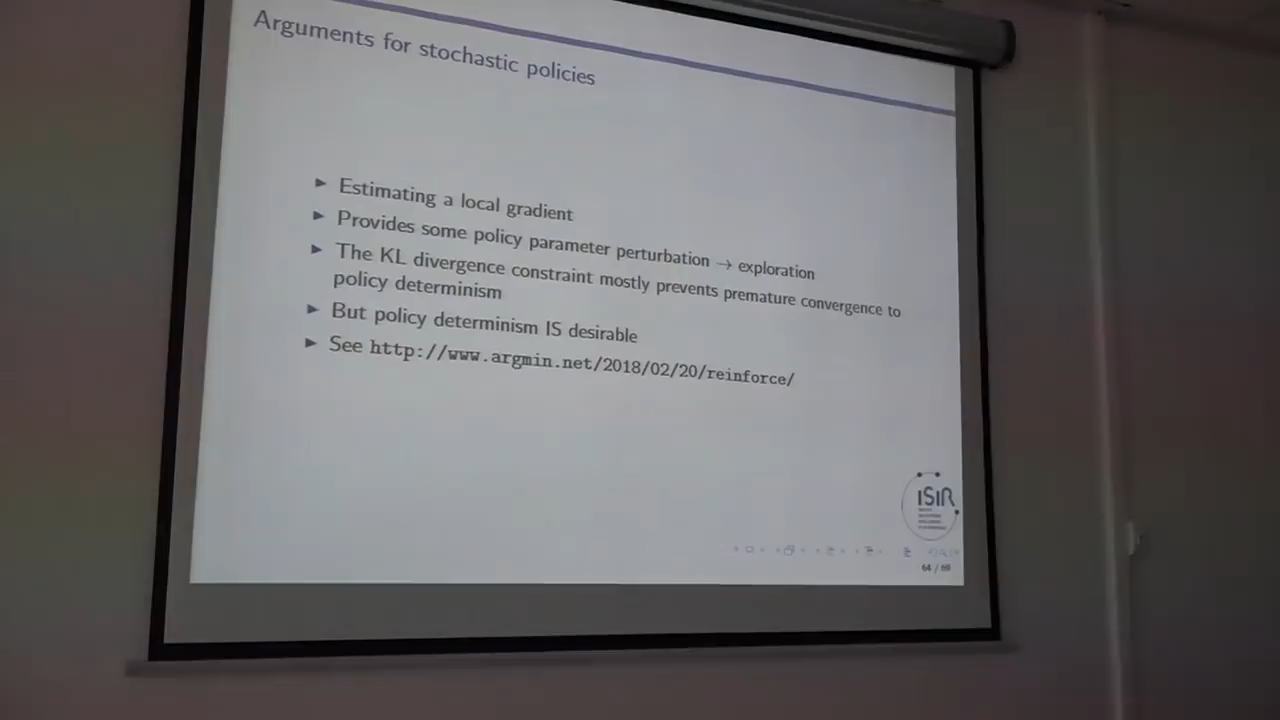 Arguments for stochastic policies
► Estimating a local gradient
► Provides some policy parameter perturbation → exploration
► The KL divergence constraint mostly prevents premature convergence to
policy determinism
► But policy determinism IS desirable
► See http://www.argmin.net/2018/02/20/reinforce/
ISIR
64 / 69